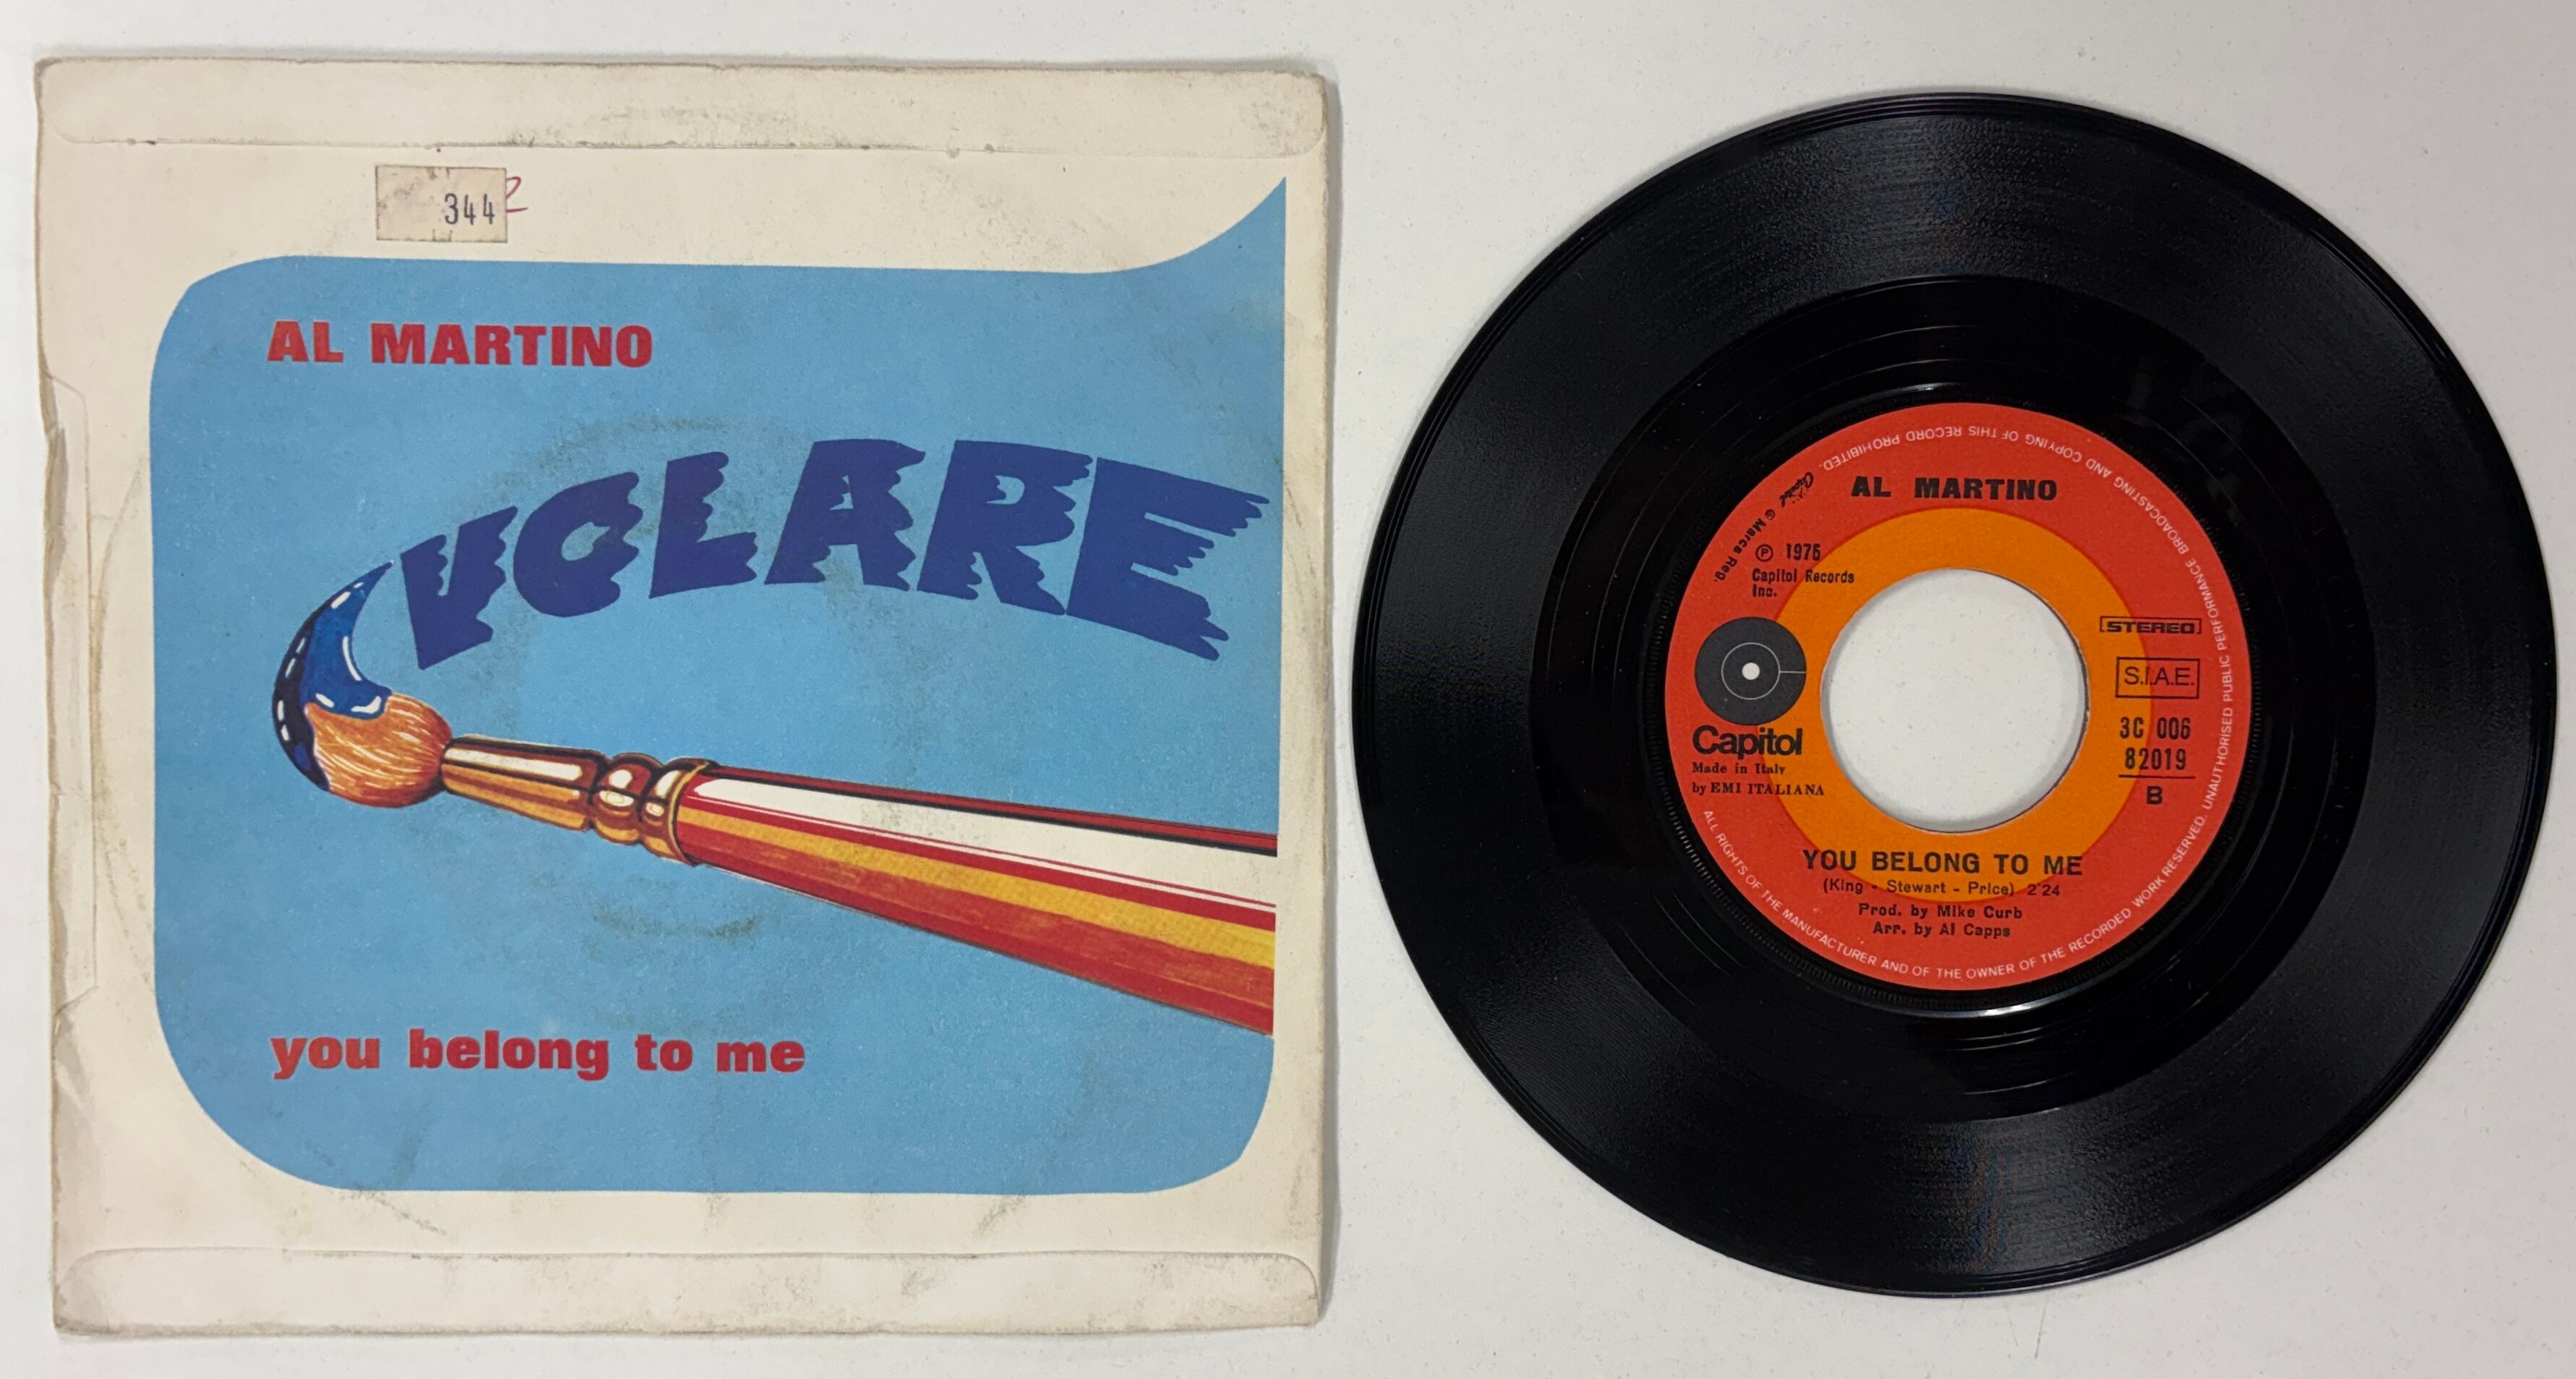 344
2
AL MARTINO
VOLARE
you belong to me
ALL RIGHTS OF THE MANUFACTURER AND OF THE OWNER OF THE RECORDED WORK RESERVED. UNAUTHORISED PUBLIC PERFORMANCE BROADCASTING AND COPYING OF THIS RECORD PROHIBITED.
Capitol ® Marca Reg.
AL MARTINO
℗ 1975
Capitol Records
Inc.
STEREO
S.I.A.E.
3C 006
82019
B
Capitol
Made in Italy
by EMI ITALIANA
YOU BELONG TO ME
(King - Stewart - Price) 2'24
Prod. by Mike Curb
Arr. by Al Capps